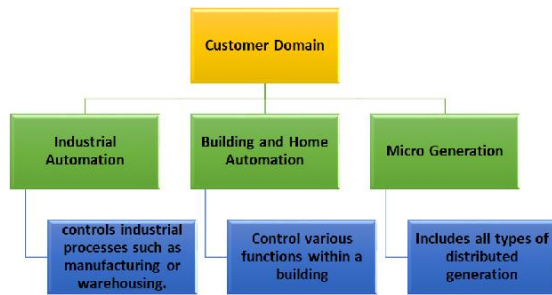 Customer Domain
Industrial
Automation
Building and Home
Automation
Micro Generation
controls industrial
processes such as
manufacturing or
warehousing.
Control various
functions within a
building
Includes all types of
distributed
generation